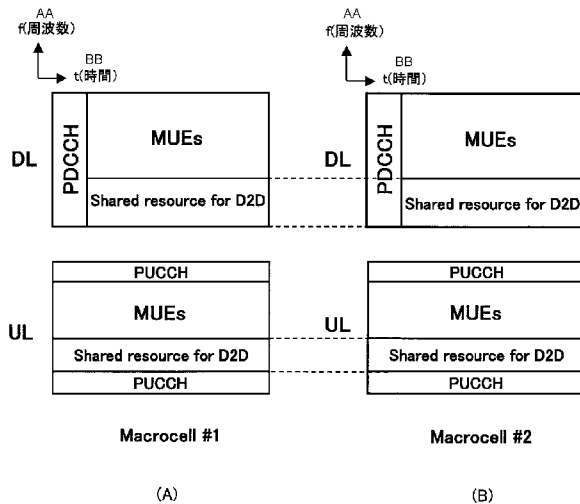 AA
f(周波数)
BB
t(時間)
DL
PDCCH
MUEs
Shared resource for D2D
UL
PUCCH
MUEs
Shared resource for D2D
PUCCH
Macrocell #1
(A)
AA
f(周波数)
BB
t(時間)
DL
PDCCH
MUEs
Shared resource for D2D
UL
PUCCH
MUEs
Shared resource for D2D
PUCCH
Macrocell #2
(B)